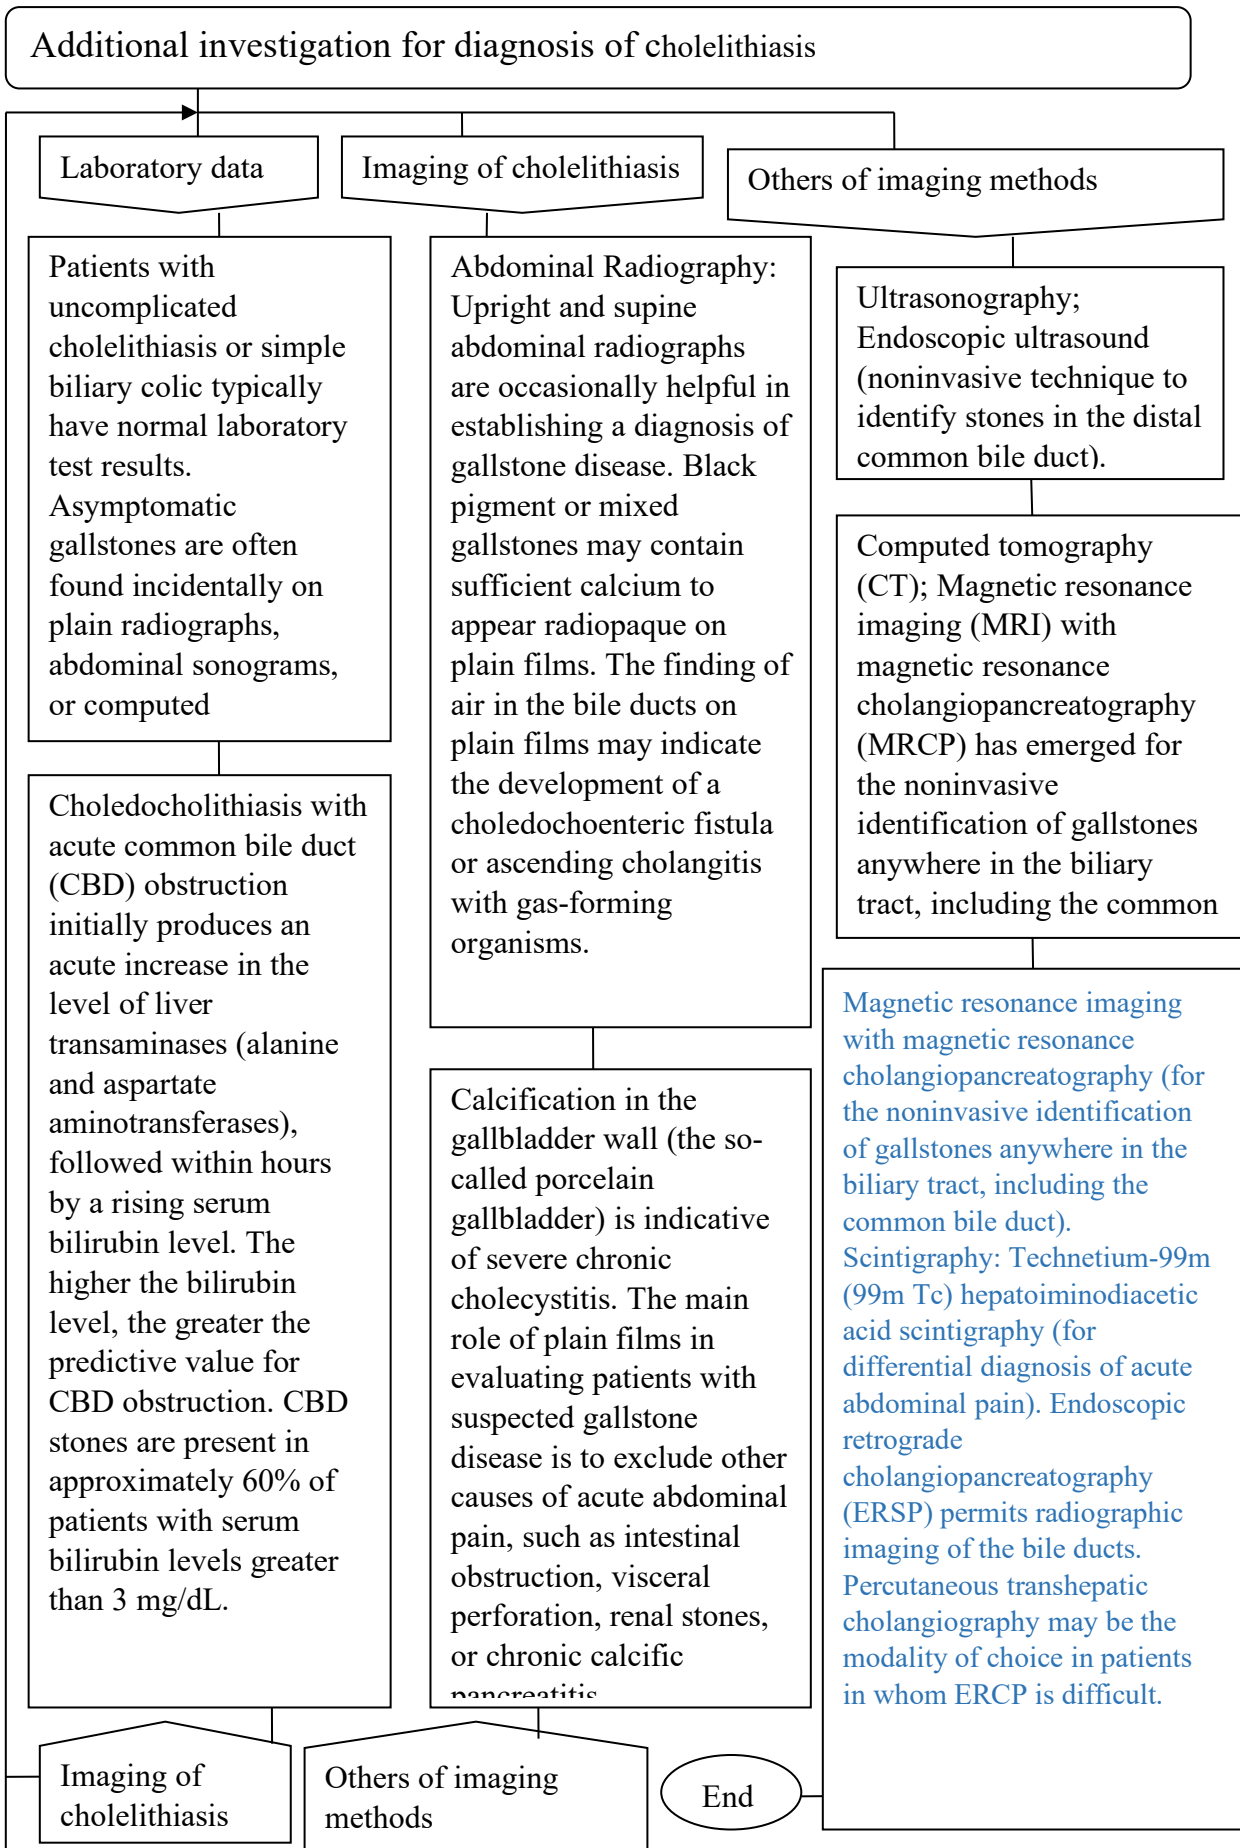 Additional investigation for diagnosis of cholelithiasis
Laboratory data
Imaging of cholelithiasis
Others of imaging methods
Patients with
uncomplicated
cholelithiasis or simple
biliary colic typically
have normal laboratory
test results.
Asymptomatic
gallstones are often
found incidentally on
plain radiographs,
abdominal sonograms,
or computed
Choledocholithiasis with
acute common bile duct
(CBD) obstruction
initially produces an
acute increase in the
level of liver
transaminases (alanine
and aspartate
aminotransferases),
followed within hours
by a rising serum
bilirubin level. The
higher the bilirubin
level, the greater the
predictive value for
CBD obstruction. CBD
stones are present in
approximately 60% of
patients with serum
bilirubin levels greater
than 3 mg/dL.
Imaging of
cholelithiasis
Abdominal Radiography:
Upright and supine
abdominal radiographs
are occasionally helpful in
establishing a diagnosis of
gallstone disease. Black
pigment or mixed
gallstones may contain
sufficient calcium to
appear radiopaque on
plain films. The finding of
air in the bile ducts on
plain films may indicate
the development of a
choledochoenteric fistula
or ascending cholangitis
with gas-forming
organisms.
Calcification in the
gallbladder wall (the so-
called porcelain
gallbladder) is indicative
of severe chronic
cholecystitis. The main
role of plain films in
evaluating patients with
suspected gallstone
disease is to exclude other
causes of acute abdominal
pain, such as intestinal
obstruction, visceral
perforation, renal stones,
or chronic calcific
pancreatitis
Others of imaging
methods
Ultrasonography;
Endoscopic ultrasound
(noninvasive technique to
identify stones in the distal
common bile duct).
Computed tomography
(CT); Magnetic resonance
imaging (MRI) with
magnetic resonance
cholangiopancreatography
(MRCP) has emerged for
the noninvasive
identification of gallstones
anywhere in the biliary
tract, including the common
Magnetic resonance imaging
with magnetic resonance
cholangiopancreatography (for
the noninvasive identification
of gallstones anywhere in the
biliary tract, including the
common bile duct).
Scintigraphy: Technetium-99m
(99m Tc) hepatoiminodiacetic
acid scintigraphy (for
differential diagnosis of acute
abdominal pain). Endoscopic
retrograde
cholangiopancreatography
(ERSP) permits radiographic
imaging of the bile ducts.
Percutaneous transhepatic
cholangiography may be the
modality of choice in patients
in whom ERCP is difficult.
End